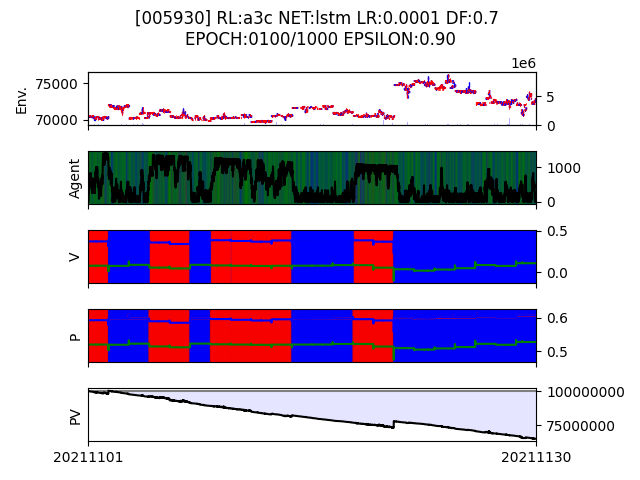 [005930] RL:a3c NET:lstm LR:0.0001 DF:0.7
EPOCH:0100/1000 EPSILON:0.90
1e6
Env.
75000
70000
5
0
Agent
1000
0
V
0.5
0.0
P
0.6
0.5
PV
100000000
75000000
20211101
20211130